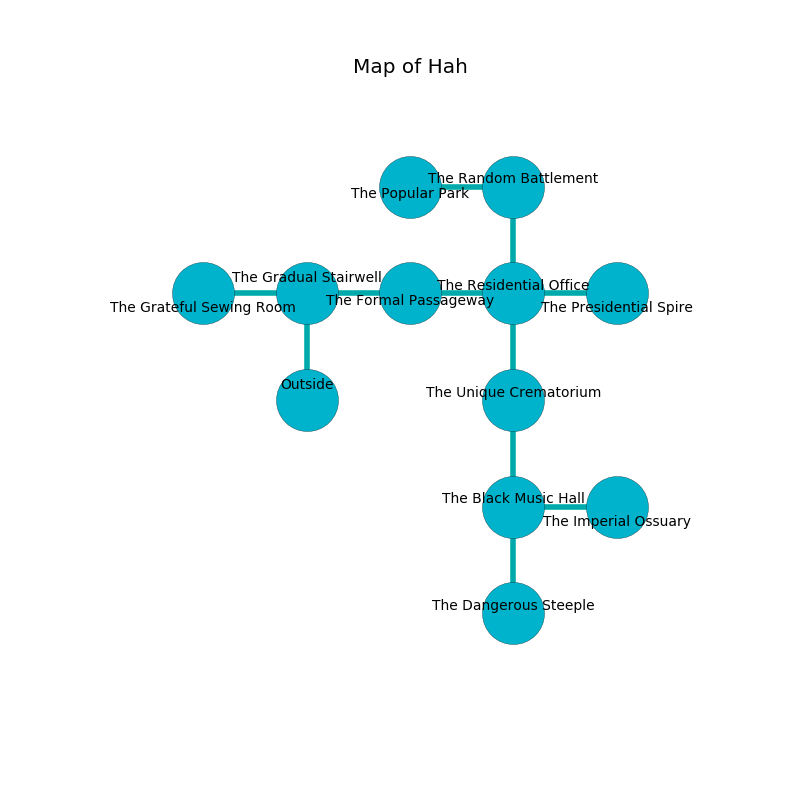 Map of Hah
The Random Battlement
The Popular Park
The Gradual Stairwell
The Residential Office
The Formal Passageway
The Grateful Sewing Room
The Presidential Spire
Outside
The Unique Crematorium
The Black Music Hall
The Imperial Ossuary
The Dangerous Steeple